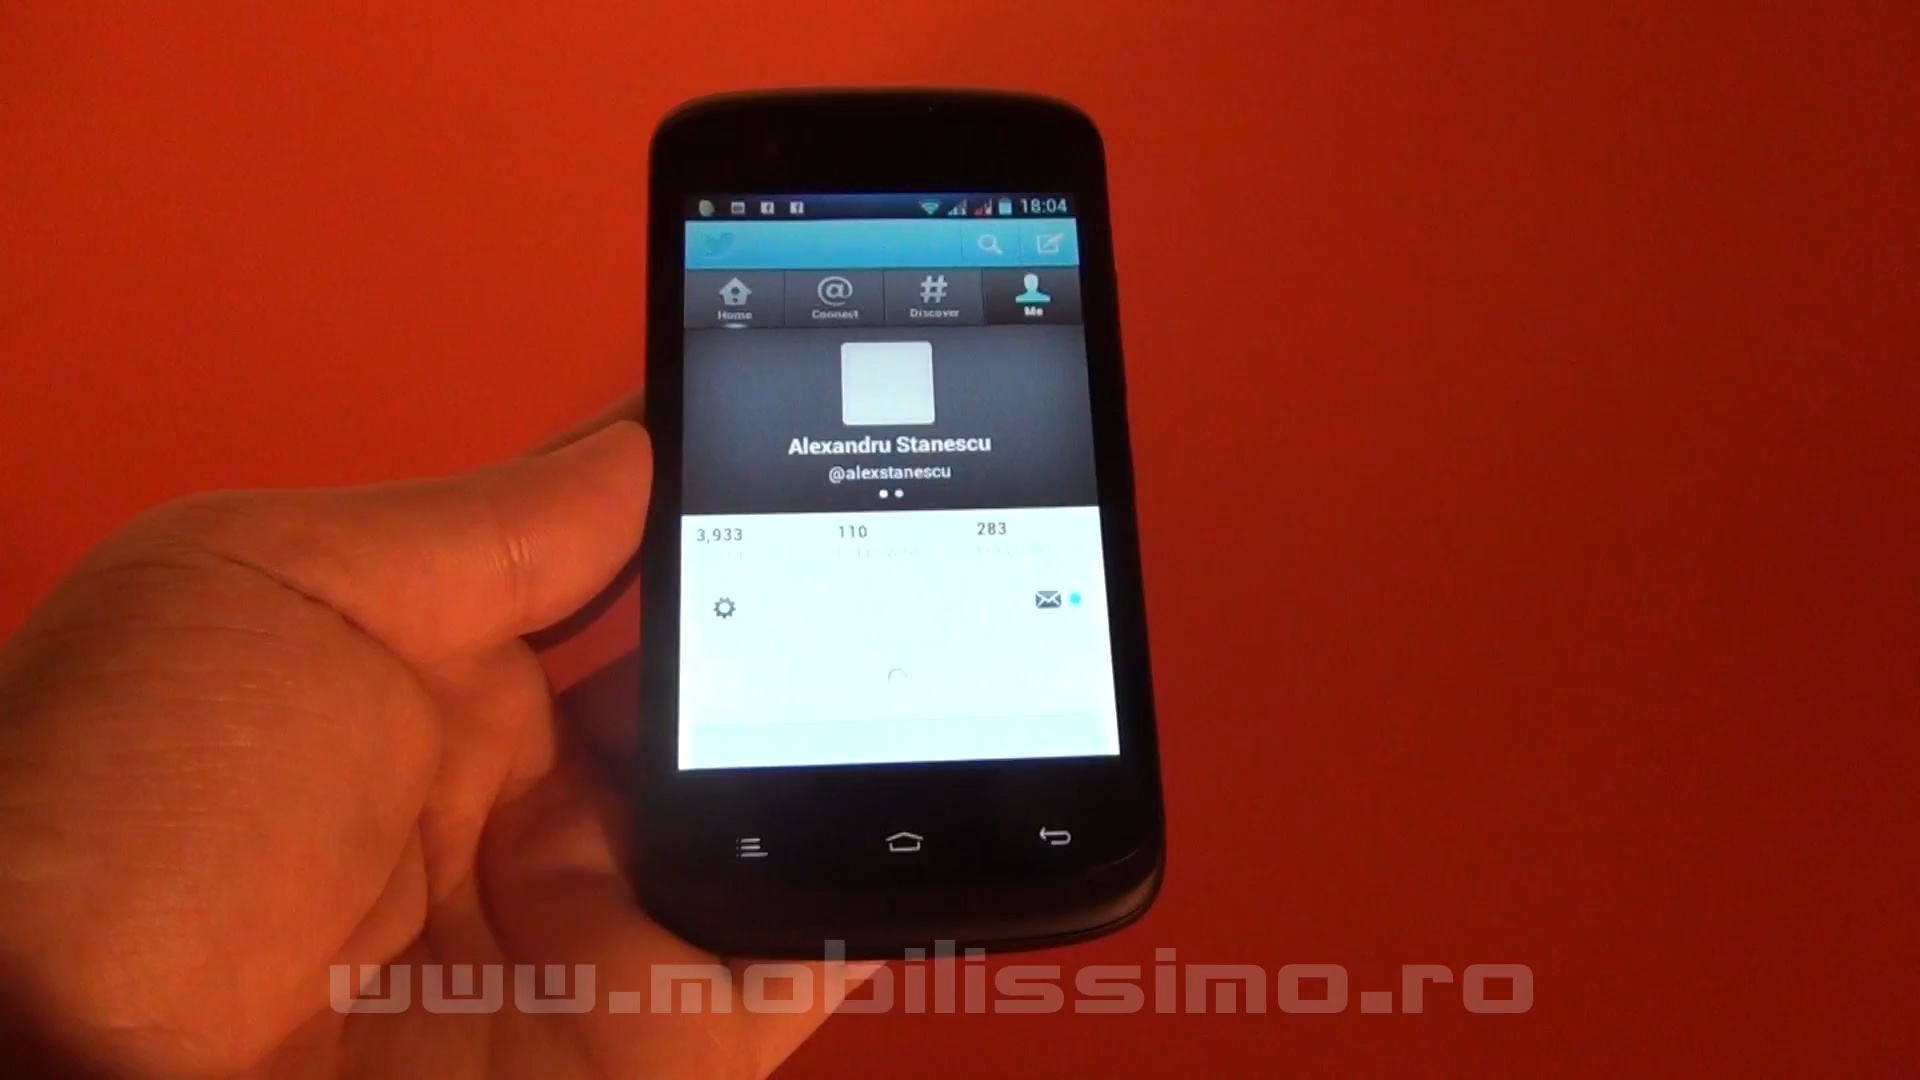 18:04
Home
Connect
Discover
Me
Alexandru Stanescu
@alexstanescu
3,933
110
283
www.mobilissimo.ro